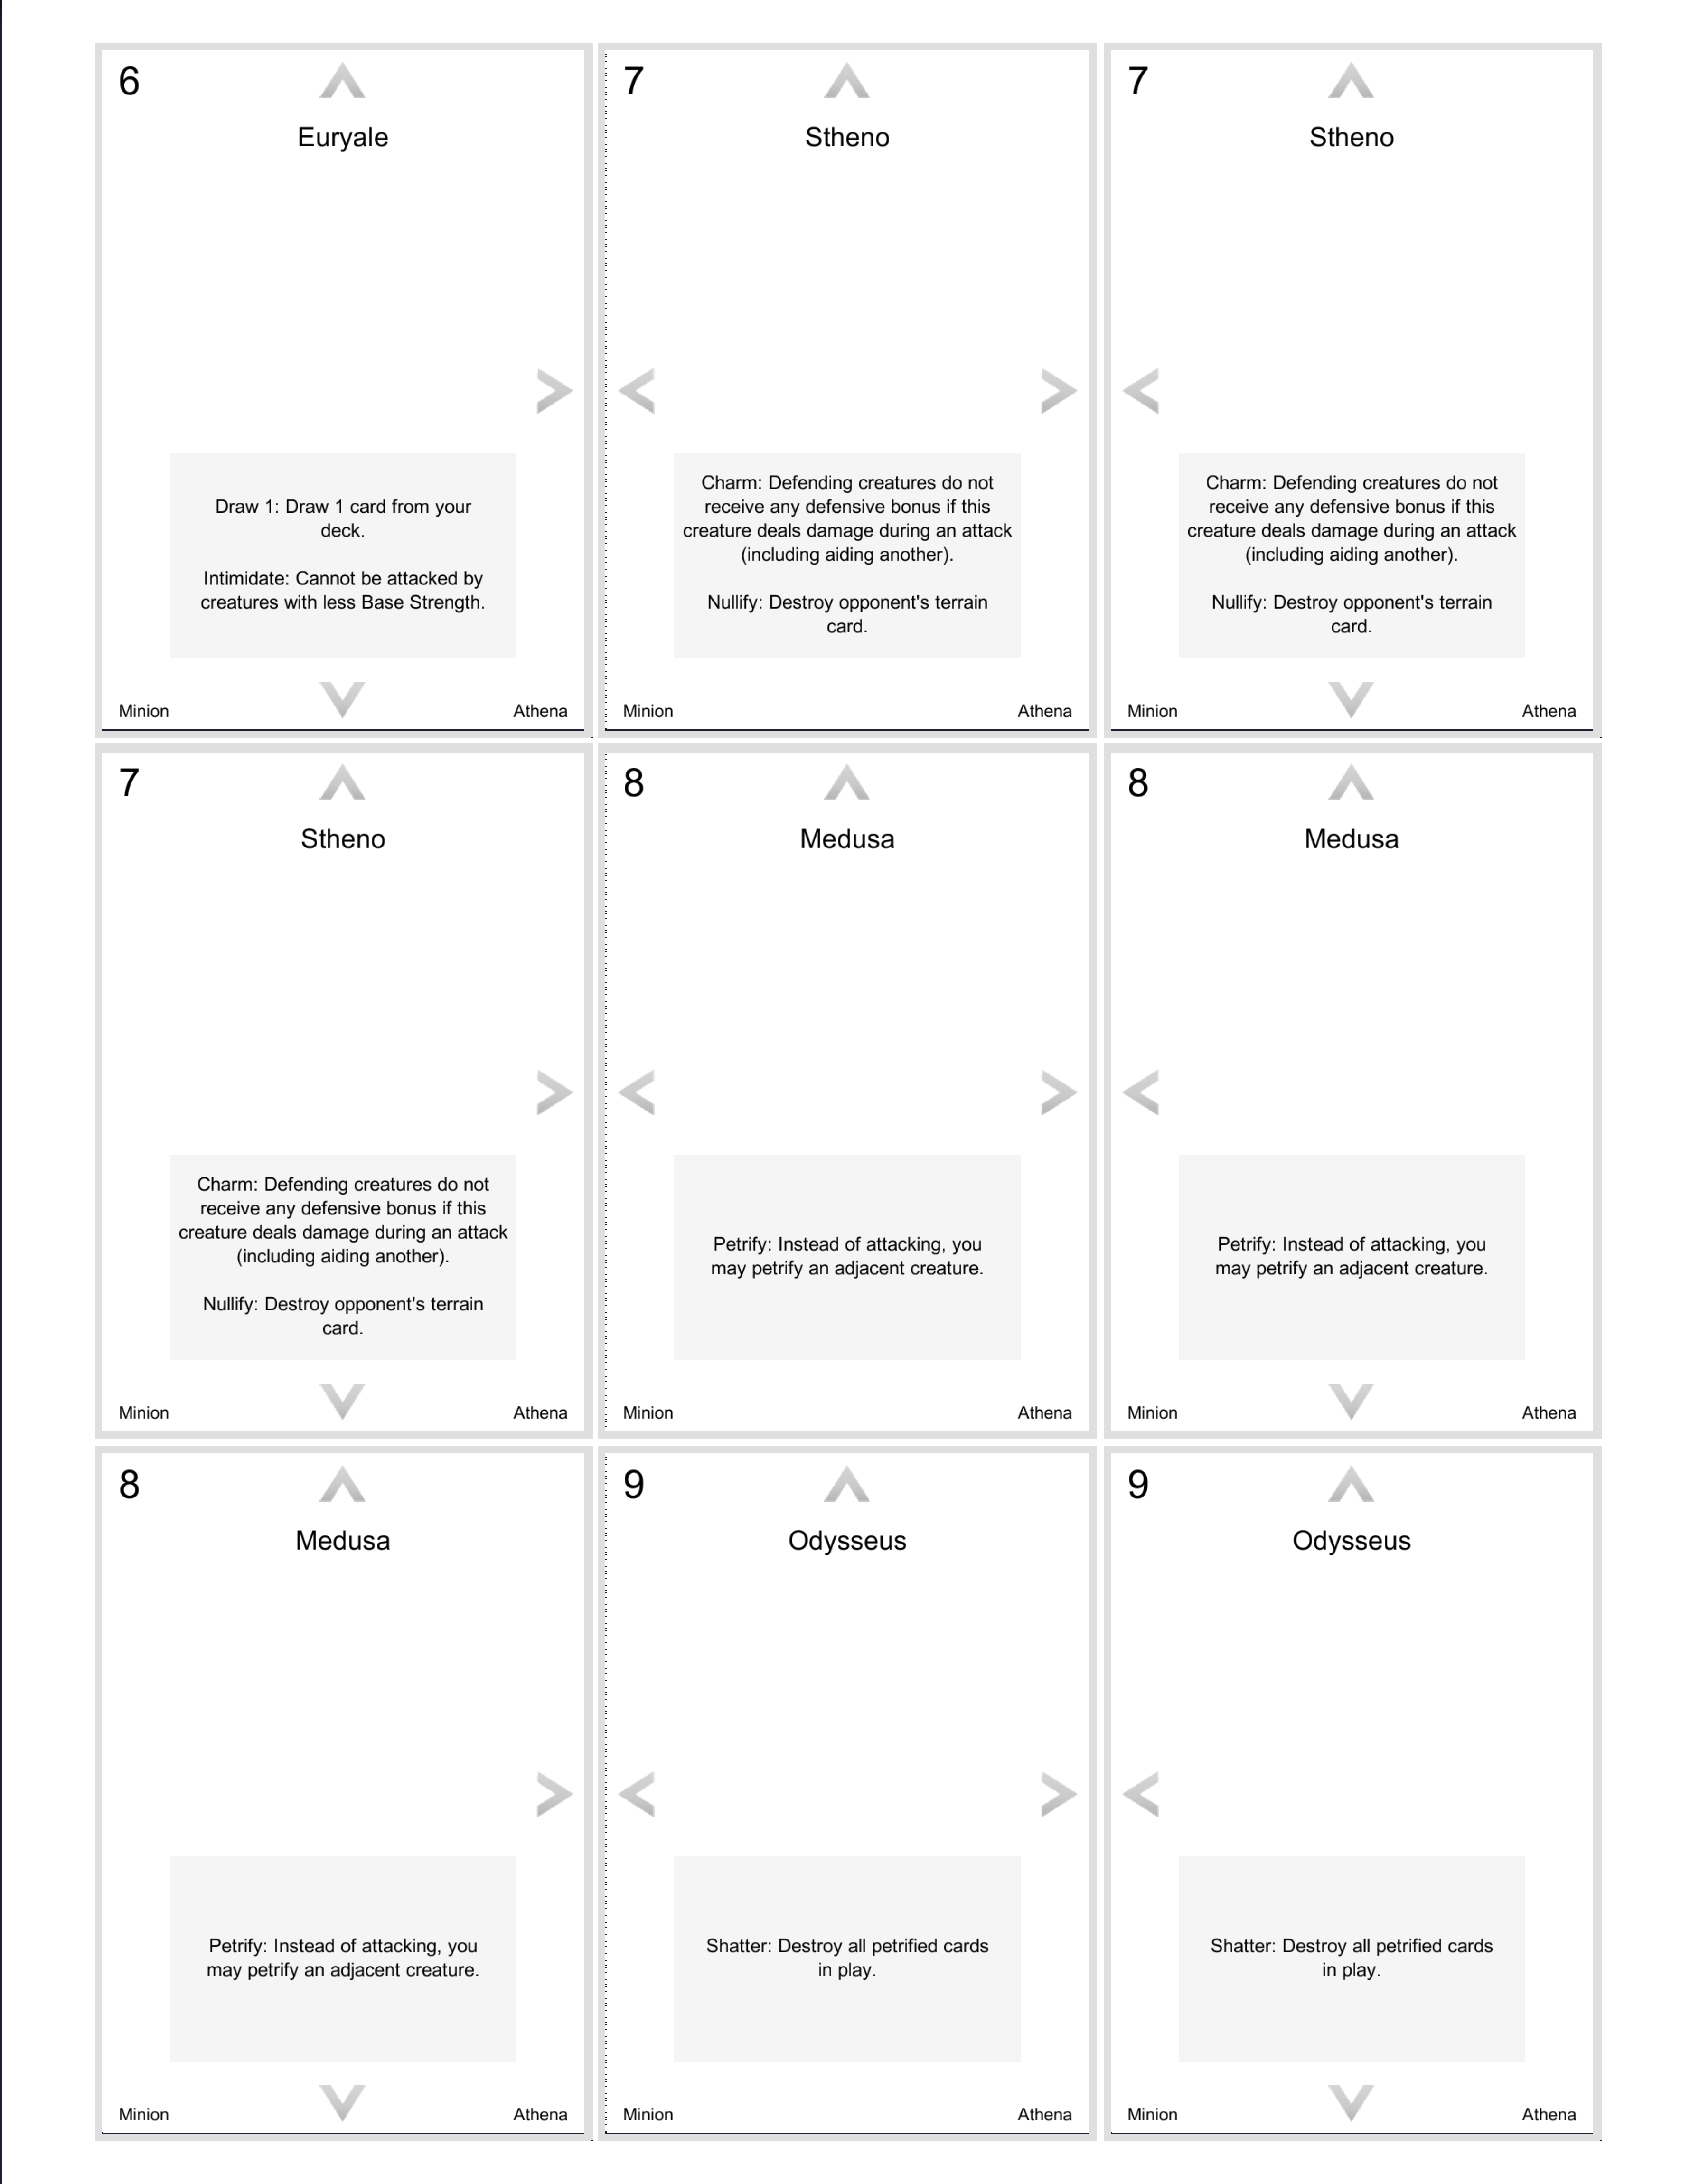 6
Euryale
Draw 1: Draw 1 card from your
deck.
Intimidate: Cannot be attacked by
creatures with less Base Strength.
Minion
Athena
7
Stheno
Charm: Defending creatures do not
receive any defensive bonus if this
creature deals damage during an attack
(including aiding another).
Nullify: Destroy opponent's terrain
card.
Minion
Athena
7
Stheno
Charm: Defending creatures do not
receive any defensive bonus if this
creature deals damage during an attack
(including aiding another).
Nullify: Destroy opponent's terrain
card.
Minion
Athena
7
Stheno
Charm: Defending creatures do not
receive any defensive bonus if this
creature deals damage during an attack
(including aiding another).
Nullify: Destroy opponent's terrain
card.
Minion
Athena
8
Medusa
Petrify: Instead of attacking, you
may petrify an adjacent creature.
Minion
Athena
8
Medusa
Petrify: Instead of attacking, you
may petrify an adjacent creature.
Minion
Athena
8
Medusa
Petrify: Instead of attacking, you
may petrify an adjacent creature.
Minion
Athena
9
Odysseus
Shatter: Destroy all petrified cards
in play.
Minion
Athena
9
Odysseus
Shatter: Destroy all petrified cards
in play.
Minion
Athena